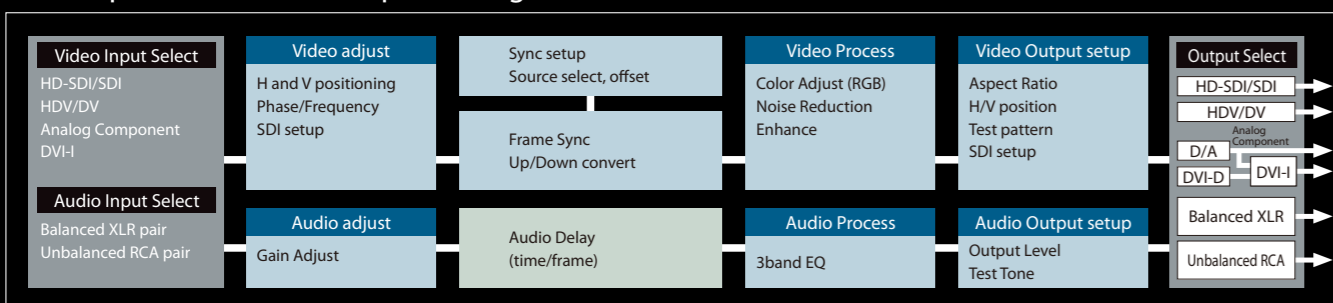 Video Input Select
HD-SDI/SDI
HDV/DV
Analog Component
DVI-I
Audio Input Select
Balanced XLR pair
Unbalanced RCA pair
Video adjust
H and V positioning
Phase/Frequency
SDI setup
Audio adjust
Gain Adjust
Sync setup
Source select, offset
Frame Sync
Up/Down convert
Audio Delay
(time/frame)
Video Process
Color Adjust (RGB)
Noise Reduction
Enhance
Audio Process
3band EQ
Video Output setup
Aspect Ratio
H/V position
Test pattern
SDI setup
Audio Output setup
Output Level
Test Tone
Output Select
HD-SDI/SDI
HDV/DV
Analog
Component
D/A
DVI-D
DVI-I
Balanced XLR
Unbalanced RCA